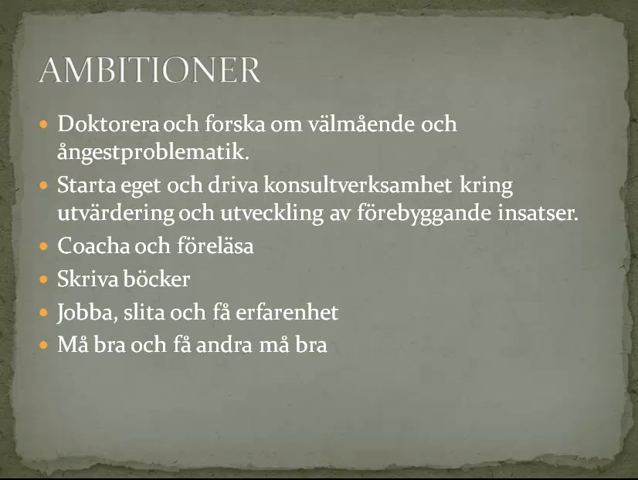 AMBITIONER
• Doktorera och forska om välmående och
ångestproblematik.
• Starta eget och driva konsultverksamhet kring
utvärdering och utveckling av förebyggande insatser.
• Coacha och föreläsa
• Skriva böcker
• Jobba, slita och få erfarenhet
• Må bra och få andra må bra